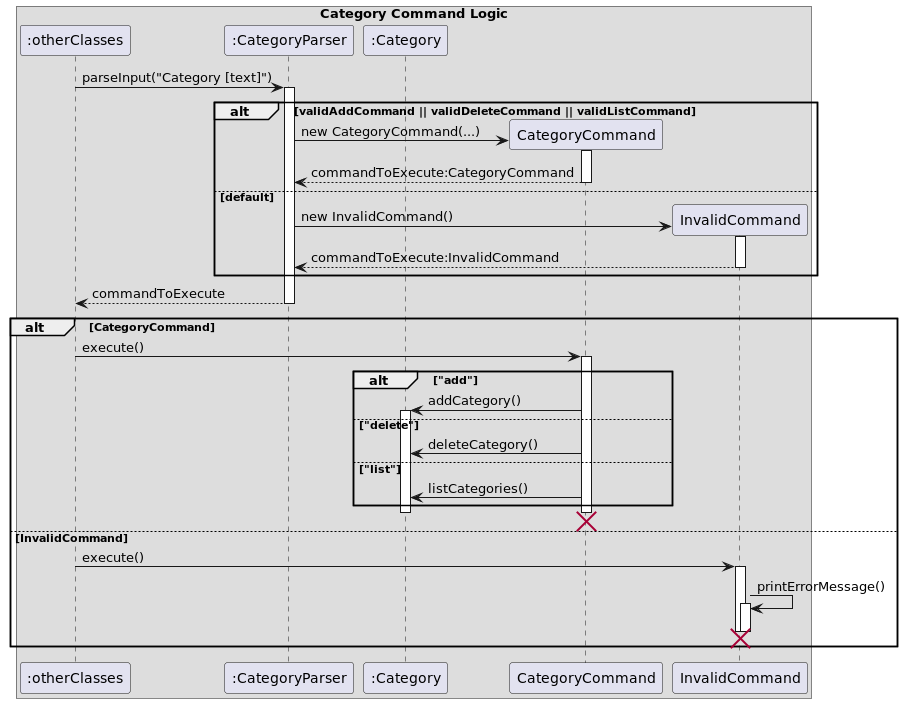 Category Command Logic
:otherClasses :CategoryParser :Category
parseInput("Category [text]")
alt [validAddCommand || validDeleteCommand || validListCommand]
new CategoryCommand(...) CategoryCommand
commandToExecute:CategoryCommand
[default]
new InvalidCommand() InvalidCommand
commandToExecute:InvalidCommand
commandToExecute
alt [CategoryCommand]
execute()
alt ["add"]
addCategory()
["delete"]
deleteCategory()
["list"]
listCategories()
[InvalidCommand]
execute()
printErrorMessage()
:otherClasses :CategoryParser :Category CategoryCommand InvalidCommand